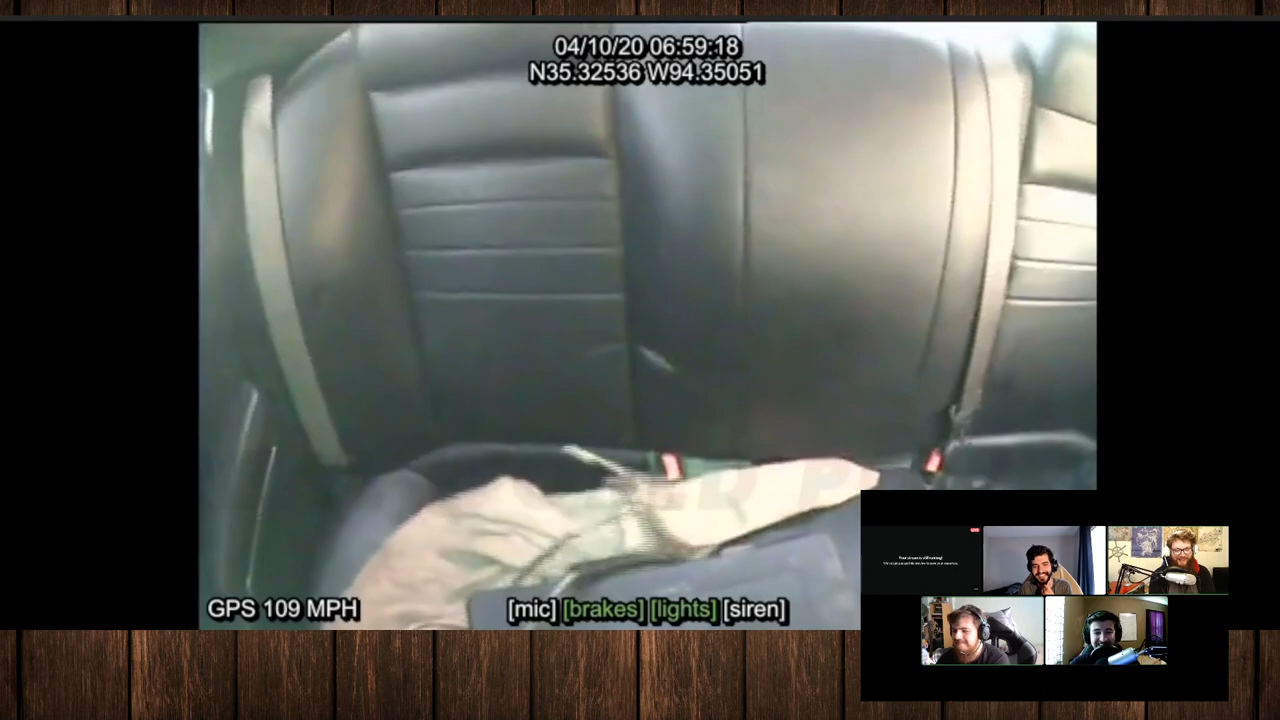 04/10/20 06:59:18
N35.32536 W94.35051
GPS 109 MPH
[mic] [brakes] [lights] [siren]